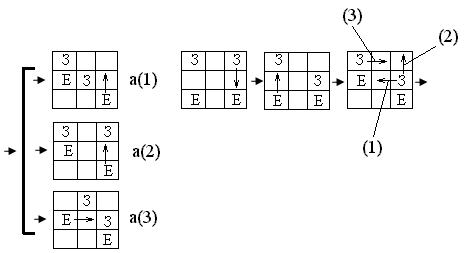 (3) (2)
3 3 3 3 3
E 3 a(1) 3 E 3
E E E E E E
(1)
3 3
E a(2)
E
3
E 3 a(3)
E